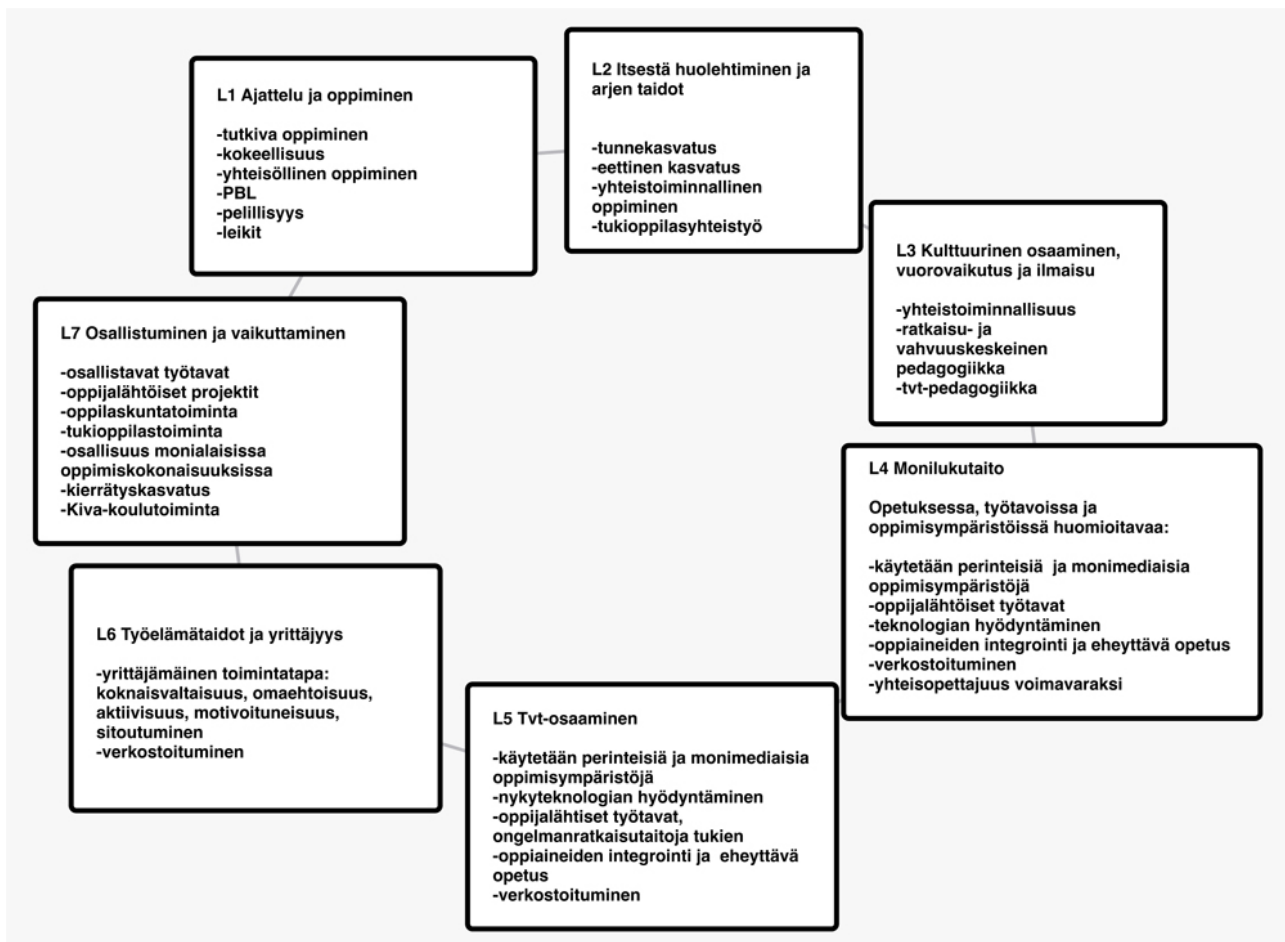 L1 Ajattelu ja oppiminen
-tutkiva oppiminen
-kokeellisuus
-yhteisöllinen oppiminen
-PBL
-pelillisyys
-leikit
L2 Itsestä huolehtiminen ja
arjen taidot
-tunnekasvatus
-eettinen kasvatus
-yhteistoiminnallinen
oppiminen
-tukioppilasyhteistyö
L3 Kulttuurinen osaaminen,
vuorovaikutus ja ilmaisu
-yhteistoiminnallisuus
-ratkaisu- ja
vahvuuskeskeinen
pedagogiikka
-tvt-pedagogiikka
L4 Monilukutaito
Opetuksessa, työtavoissa ja
oppimisympäristöissä huomioitavaa:
-käytetään perinteisiä ja monimediaisia
oppimisympäristöjä
-oppijalähtöiset työtavat
-teknologian hyödyntäminen
-oppiaineiden integrointi ja eheyttävä opetus
-verkostoituminen
-yhteisopettajuus voimavaraksi
L5 Tvt-osaaminen
-käytetään perinteisiä ja monimediaisia
oppimisympäristöjä
-nykyteknologian hyödyntäminen
-oppijalähtiset työtavat,
ongelmanratkaisutaitoja tukien
-oppiaineiden integrointi ja eheyttävä
opetus
-verkostoituminen
L6 Työelämätaidot ja yrittäjyys
-yrittäjämäinen toimintatapa:
koknaisvaltaisuus, omaehtoisuus,
aktiivisuus, motivoituneisuus,
sitoutuminen
-verkostoituminen
L7 Osallistuminen ja vaikuttaminen
-osallistavat työtavat
-oppijalähtöiset projektit
-oppilaskuntatoiminta
-tukioppilastoiminta
-osallisuus monialaisissa
oppimiskokonaisuuksissa
-kierrätyskasvatus
-Kiva-koulutoiminta